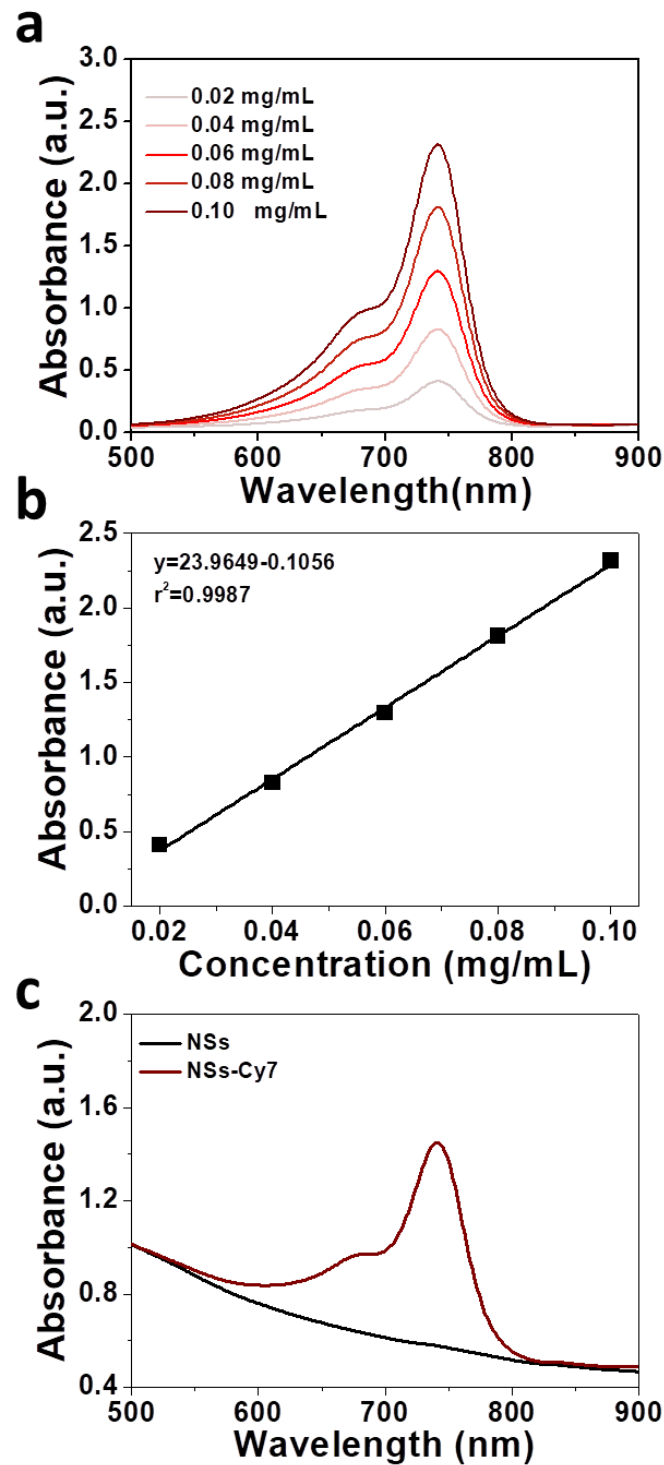 a
3.0
2.5
2.0
1.5
1.0
0.5
0.0
Absorbance (a.u.)
0.02 mg/mL
0.04 mg/mL
0.06 mg/mL
0.08 mg/mL
0.10 mg/mL
500 600 700 800 900
Wavelength(nm)
b
2.5
2.0
1.5
1.0
0.5
0.0
Absorbance (a.u.)
y=23.9649-0.1056
r²=0.9987
0.02 0.04 0.06 0.08 0.10
Concentration (mg/mL)
c
2.0
1.6
1.2
0.8
0.4
Absorbance (a.u.)
NSs
NSs-Cy7
500 600 700 800 900
Wavelength (nm)